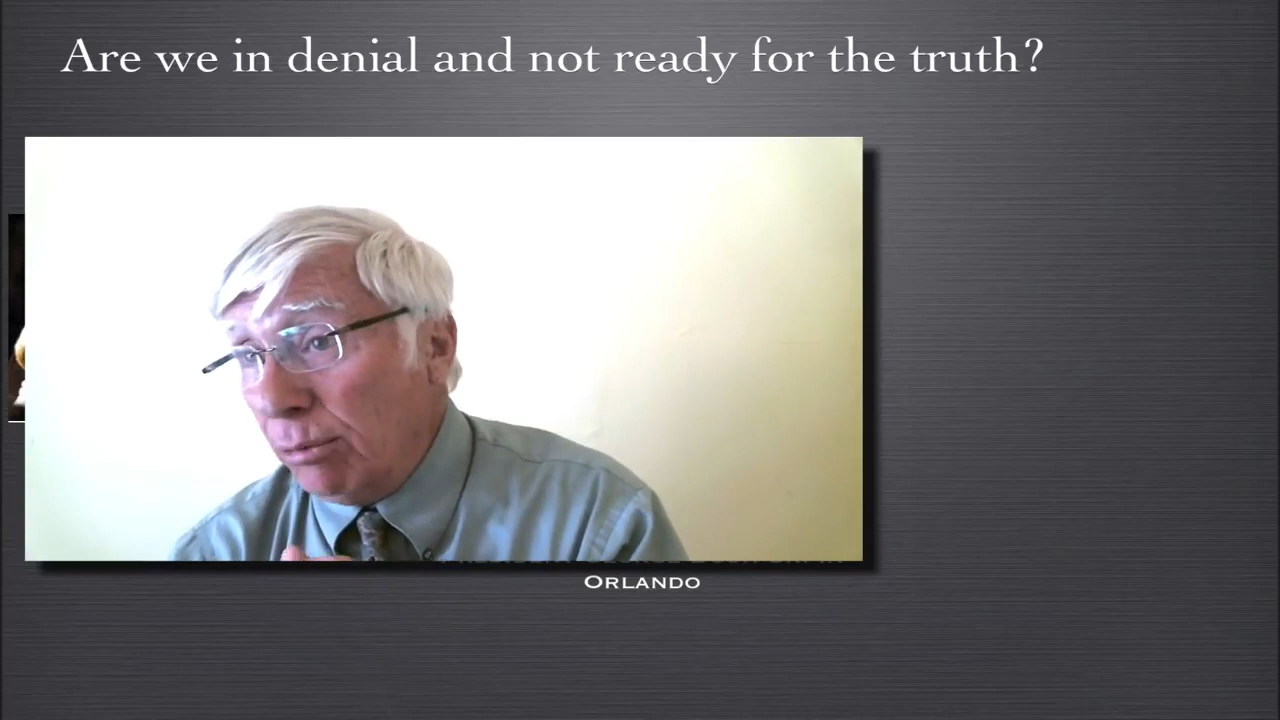 Are we in denial and not ready for the truth?
Orlando